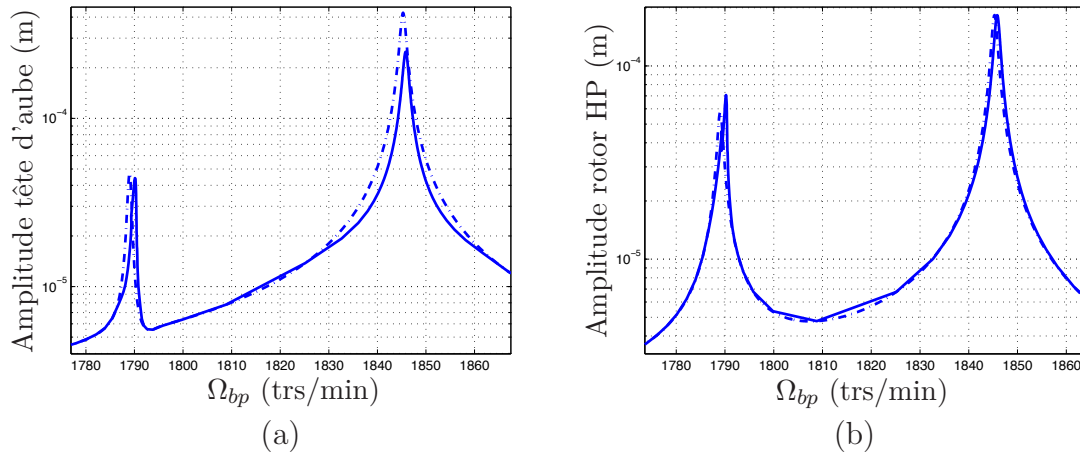 Amplitude tête d'aube (m)
10⁻⁴
10⁻⁵
1780 1790 1800 1810 1820 1830 1840 1850 1860
Ω_bp (trs/min)
(a)
Amplitude rotor HP (m)
10⁻⁴
10⁻⁵
1780 1790 1800 1810 1820 1830 1840 1850 1860
Ω_bp (trs/min)
(b)